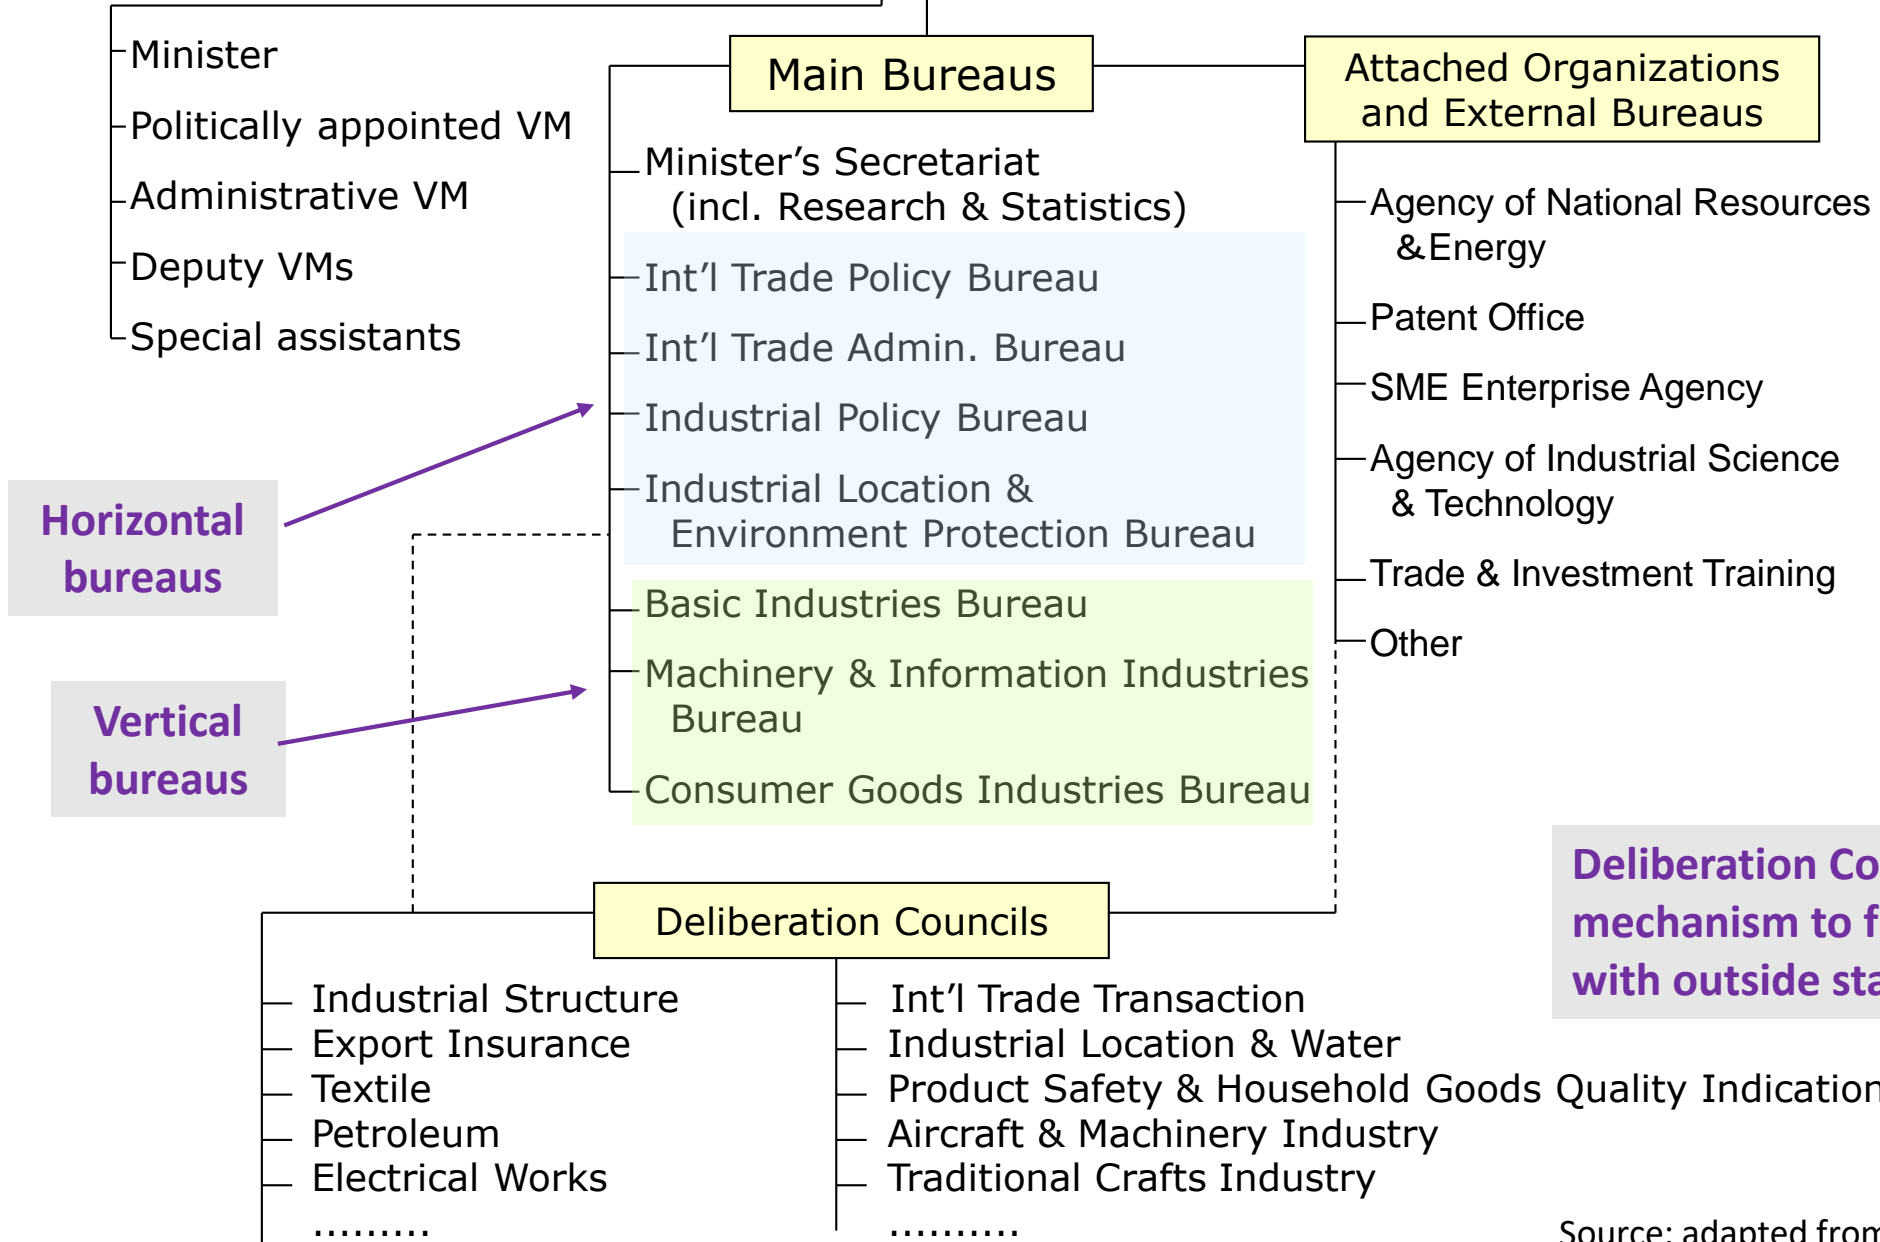 Minister
Politically appointed VM
Administrative VM
Deputy VMs
Special assistants
Main Bureaus
Minister’s Secretariat
(incl. Research & Statistics)
Int’l Trade Policy Bureau
Int’l Trade Admin. Bureau
Industrial Policy Bureau
Industrial Location &
Environment Protection Bureau
Basic Industries Bureau
Machinery & Information Industries
Bureau
Consumer Goods Industries Bureau
Attached Organizations
and External Bureaus
Agency of National Resources
&Energy
Patent Office
SME Enterprise Agency
Agency of Industrial Science
& Technology
Trade & Investment Training
Other
Horizontal
bureaus
Vertical
bureaus
Deliberation Councils
Industrial Structure
Export Insurance
Textile
Petroleum
Electrical Works
.........
Int’l Trade Transaction
Industrial Location & Water
Product Safety & Household Goods Quality Indication
Aircraft & Machinery Industry
Traditional Crafts Industry
..........
Deliberation Co
mechanism to f
with outside sta
Source: adapted from